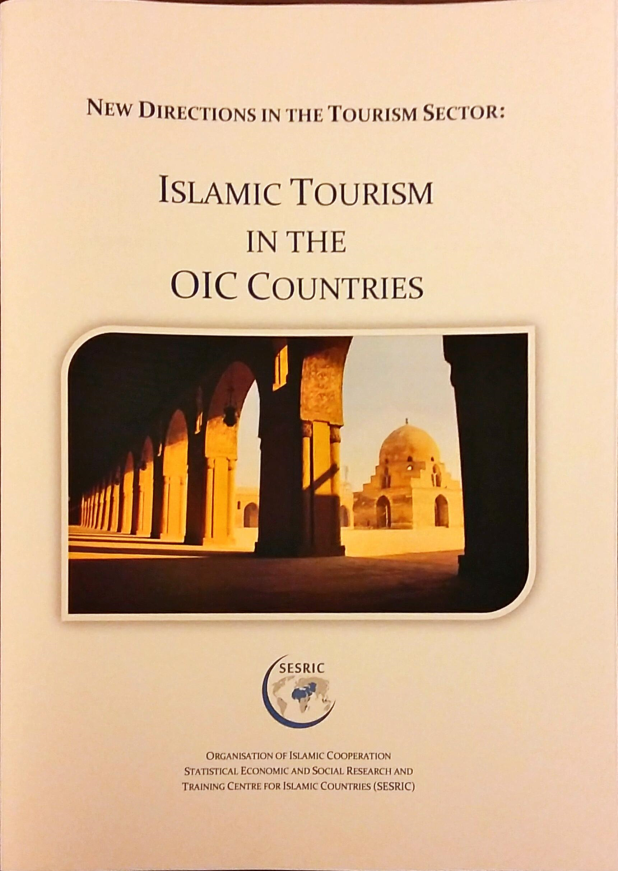 NEW DIRECTIONS IN THE TOURISM SECTOR:
ISLAMIC TOURISM
IN THE
OIC COUNTRIES
SESRIC
ORGANISATION OF ISLAMIC COOPERATION
STATISTICAL ECONOMIC AND SOCIAL RESEARCH AND
TRAINING CENTRE FOR ISLAMIC COUNTRIES (SESRIC)